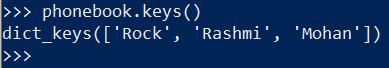 >>> phonebook.keys()
dict_keys(['Rock', 'Rashmi', 'Mohan'])
>>>